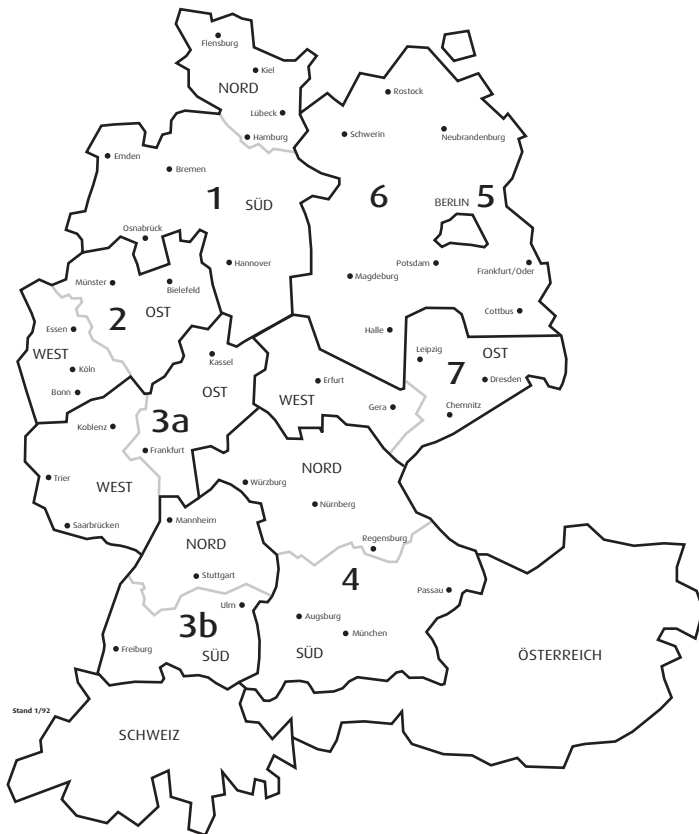 Flensburg
Kiel
NORD
Lübeck
Hamburg
Rostock
Schwerin
Neubrandenburg
Emden
Bremen
1
SÜD
6
BERLIN
5
Osnabrück
Hannover
Potsdam
Frankfurt/Oder
Magdeburg
Münster
Bielefeld
2
OST
Cottbus
Essen
WEST
Halle
Köln
Bonn
Kassel
OST
Leipzig
OST
7
Dresden
Erfurt
WEST
Gera
Chemnitz
3a
Koblenz
Frankfurt
NORD
Trier
WEST
Würzburg
Nürnberg
Saarbrücken
Mannheim
NORD
Regensburg
Stuttgart
4
Passau
Ulm
3b
Augsburg
München
Freiburg
SÜD
SÜD
ÖSTERREICH
Stand 1/92
SCHWEIZ